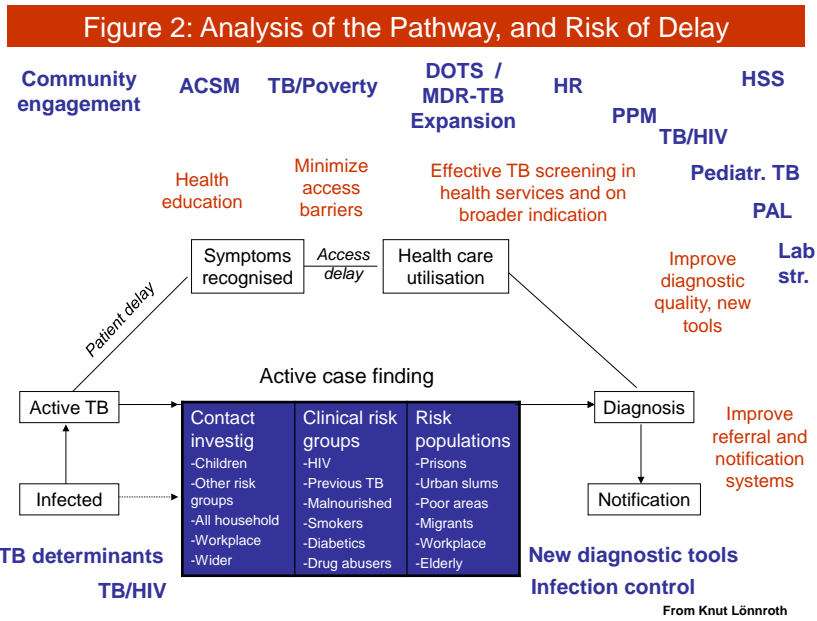 Figure 2: Analysis of the Pathway, and Risk of Delay
Community
engagement
ACSM
TB/Poverty
DOTS /
MDR-TB
Expansion
HR
PPM
TB/HIV
HSS
Pediatr. TB
PAL
Lab
str.
Health
education
Minimize
access
barriers
Effective TB screening in
health services and on
broader indication
Improve
diagnostic
quality, new
tools
Symptoms
recognised
Access
delay
Health care
utilisation
Patient delay
Active case finding
Active TB
Infected
Contact
investig
-Children
-Other risk
groups
-All household
-Workplace
-Wider
Clinical risk
groups
-HIV
-Previous TB
-Malnourished
-Smokers
-Diabetics
-Drug abusers
Risk
populations
-Prisons
-Urban slums
-Poor areas
-Migrants
-Workplace
-Elderly
Diagnosis
Notification
Improve
referral and
notification
systems
TB determinants
TB/HIV
New diagnostic tools
Infection control
From Knut Lönnroth